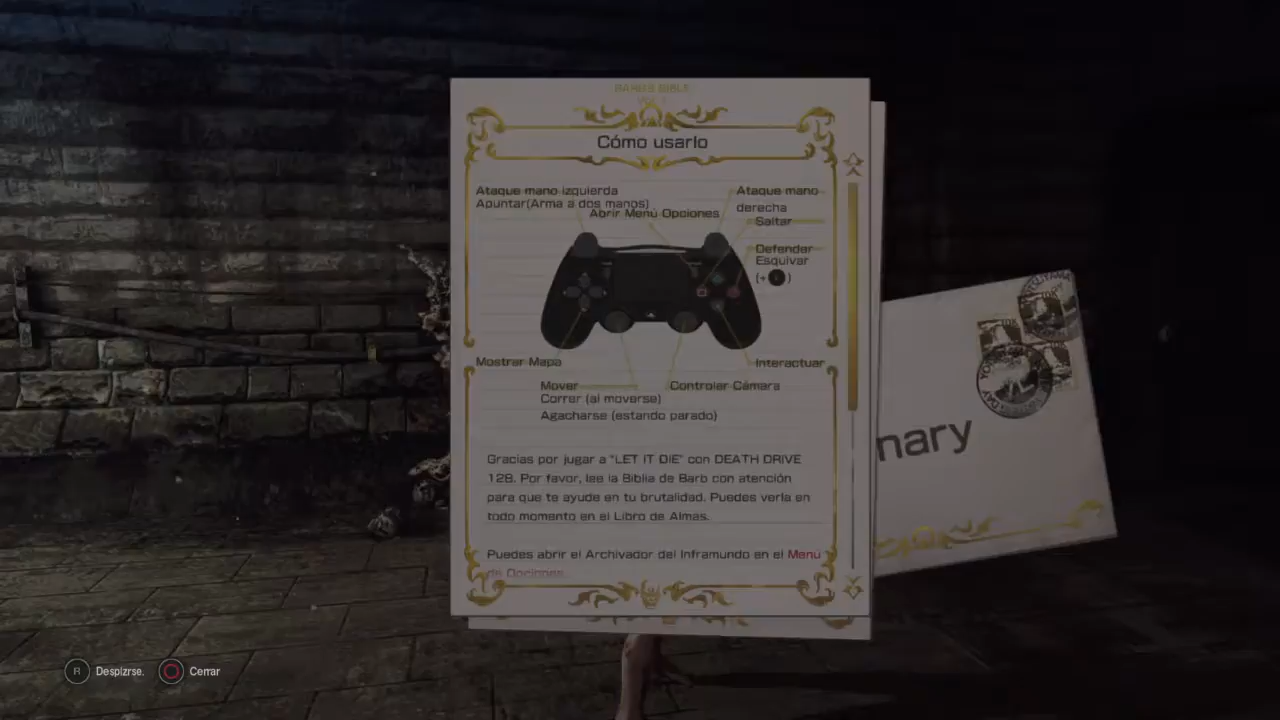 BARBS BIBLE
Cómo usarlo
Ataque mano izquierda
Apuntar(Arma a dos manos)
Abrir Menú Opciones
Ataque mano
derecha
Saltar
Defender
Esquivar
(+ L )
Mostrar Mapa
Interactuar
Mover
Correr (al moverse)
Agacharse (estando parado)
Controlar Cámara
Gracias por jugar a "LET IT DIE" con DEATH DRIVE
128. Por favor, lee la Biblia de Barb con atención
para que te ayude en tu brutalidad. Puedes verla en
todo momento en el Libro de Almas.
Puedes abrir el Archivador del Inframundo en el Menú
de Opciones.
nary
R Desplzrse.
Cerrar